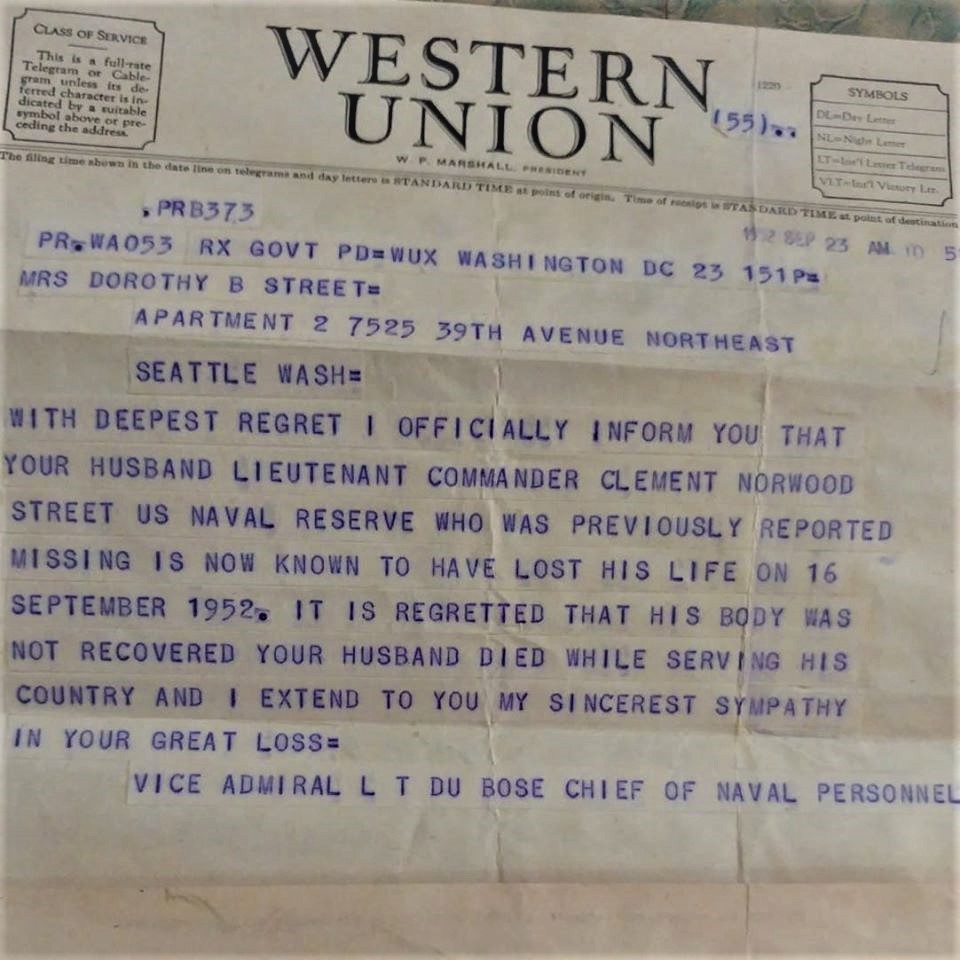 CLASS OF SERVICE
This is a full-rate
Telegram or Cable-
gram unless its de-
ferred character is in-
dicated by a suitable
symbol above or pre-
ceding the address.
WESTERN
UNION
1220
(55)..
W. P. MARSHALL, PRESIDENT
SYMBOLS
DL=Day Letter
NL=Night Letter
LT=Int'l Letter Telegram
VLT=Int'l Victory Ltr.
The filing time shown in the date line on telegrams and day letters is STANDARD TIME at point of origin. Time of receipt is STANDARD TIME at point of destination
.PRB373
1952 SEP 23 AM 10 5
PR.WA053 RX GOVT PD=WUX WASHINGTON DC 23 151P=
MRS DOROTHY B STREET=
APARTMENT 2 7525 39TH AVENUE NORTHEAST
SEATTLE WASH=
WITH DEEPEST REGRET I OFFICIALLY INFORM YOU THAT
YOUR HUSBAND LIEUTENANT COMMANDER CLEMENT NORWOOD
STREET US NAVAL RESERVE WHO WAS PREVIOUSLY REPORTED
MISSING IS NOW KNOWN TO HAVE LOST HIS LIFE ON 16
SEPTEMBER 1952. IT IS REGRETTED THAT HIS BODY WAS
NOT RECOVERED YOUR HUSBAND DIED WHILE SERVING HIS
COUNTRY AND I EXTEND TO YOU MY SINCEREST SYMPATHY
IN YOUR GREAT LOSS=
VICE ADMIRAL L T DU BOSE CHIEF OF NAVAL PERSONNEL